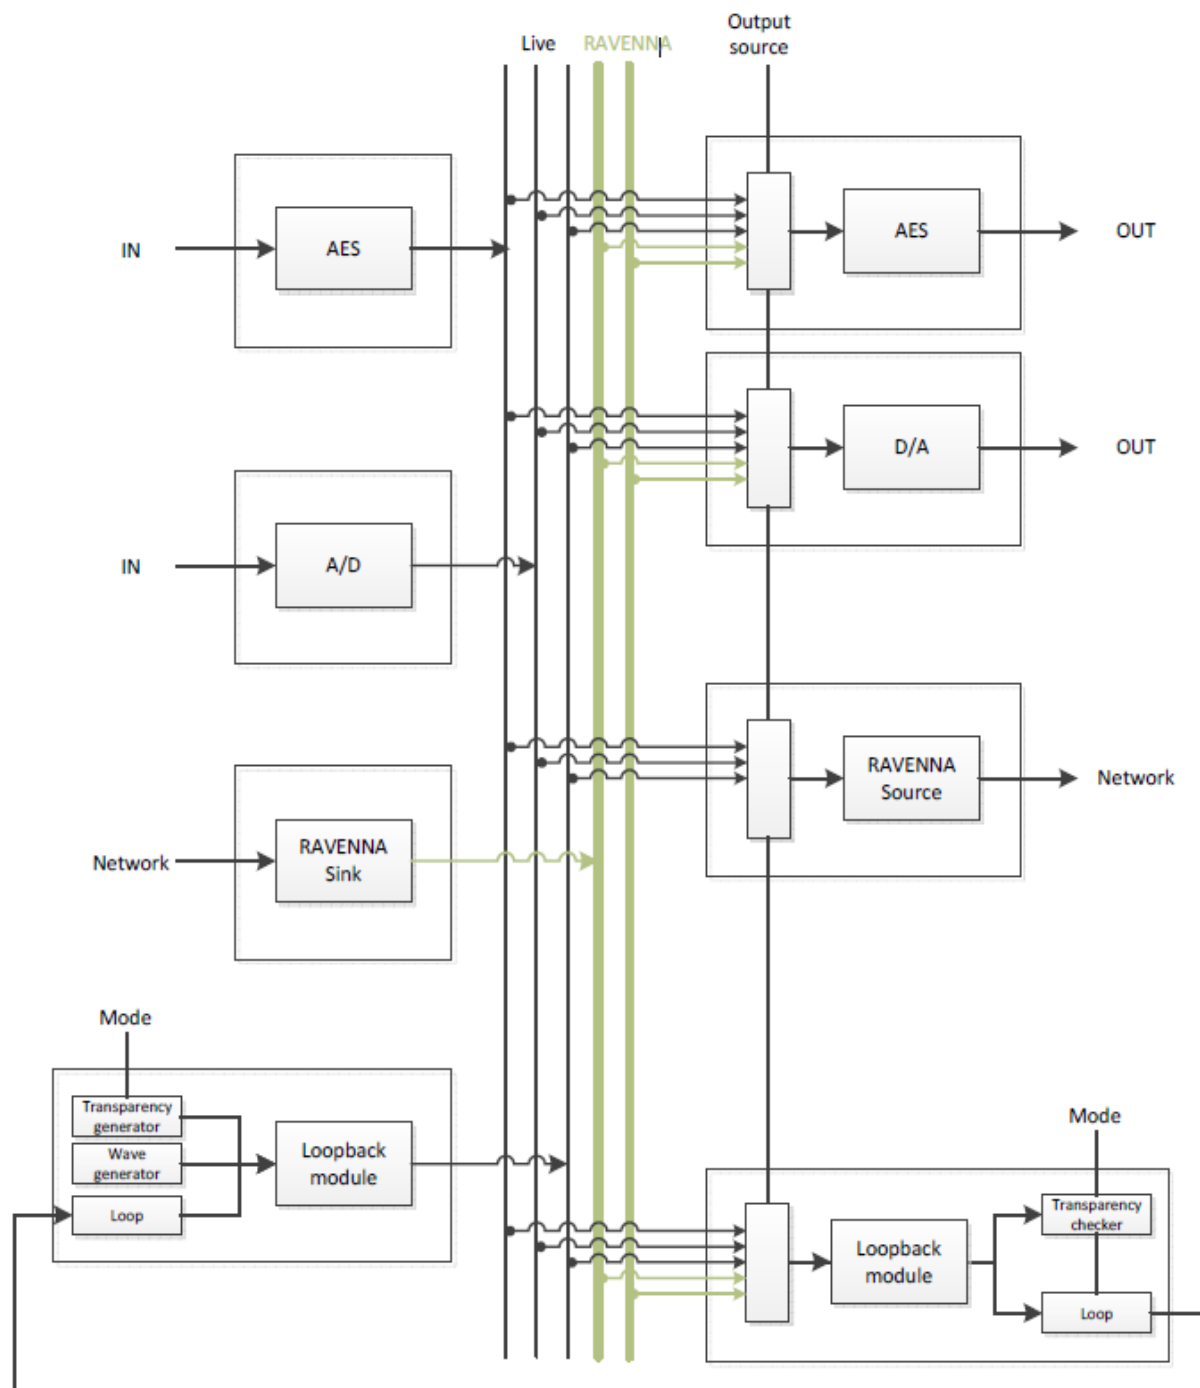 Live
RAVENNA
Output
source
IN
AES
AES
OUT
D/A
OUT
IN
A/D
RAVENNA
Source
Network
Network
RAVENNA
Sink
Mode
Transparency
generator
Wave
generator
Loop
Loopback
module
Mode
Transparency
checker
Loopback
module
Loop